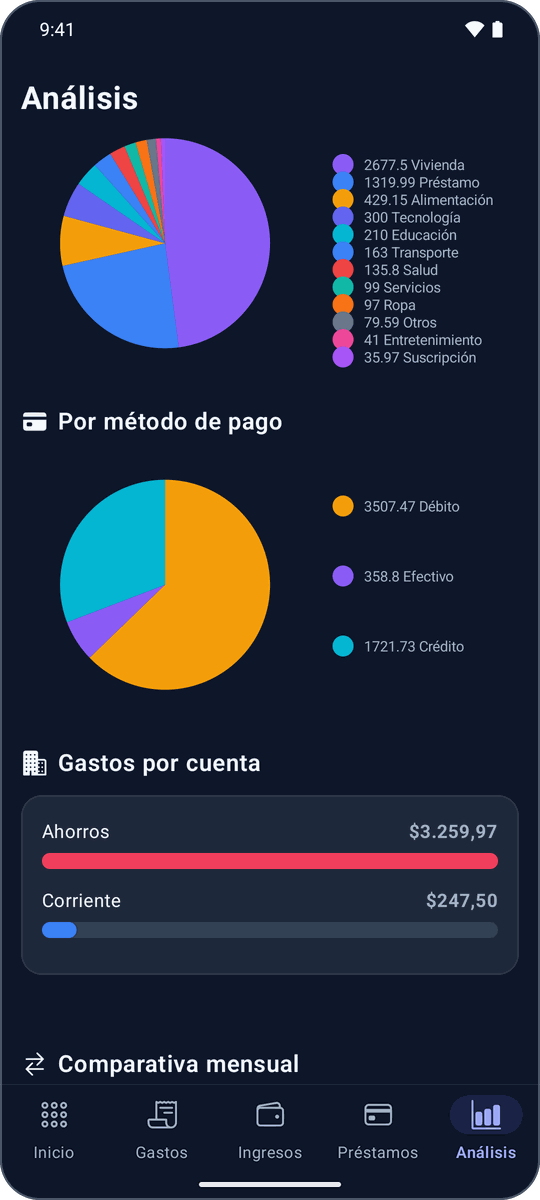 9:41
Análisis
2677.5 Vivienda
1319.99 Préstamo
429.15 Alimentación
300 Tecnología
210 Educación
163 Transporte
135.8 Salud
99 Servicios
97 Ropa
79.59 Otros
41 Entretenimiento
35.97 Suscripción
Por método de pago
3507.47 Débito
358.8 Efectivo
1721.73 Crédito
Gastos por cuenta
Ahorros $3.259,97
Corriente $247,50
Comparativa mensual
Inicio Gastos Ingresos Préstamos Análisis